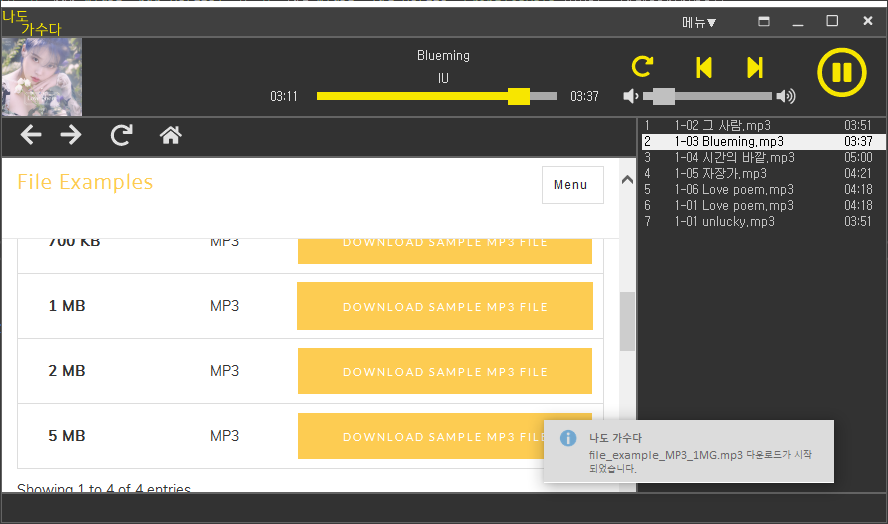 나도
가수다
메뉴▼
Blueming
IU
03:11
03:37
1 1-02 그 사람.mp3 03:51
2 1-03 Blueming.mp3 03:37
3 1-04 시간의 바깥.mp3 05:00
4 1-05 자장가.mp3 04:21
5 1-06 Love poem.mp3 04:18
6 1-01 Love poem.mp3 04:18
7 1-01 unlucky.mp3 03:51
File Examples
Menu
700 KB MP3 DOWNLOAD SAMPLE MP3 FILE
1 MB MP3 DOWNLOAD SAMPLE MP3 FILE
2 MB MP3 DOWNLOAD SAMPLE MP3 FILE
5 MB MP3 DOWNLOAD SAMPLE MP3 FILE
Showing 1 to 4 of 4 entries
나도 가수다
file_example_MP3_1MG.mp3 다운로드가 시작
되었습니다.